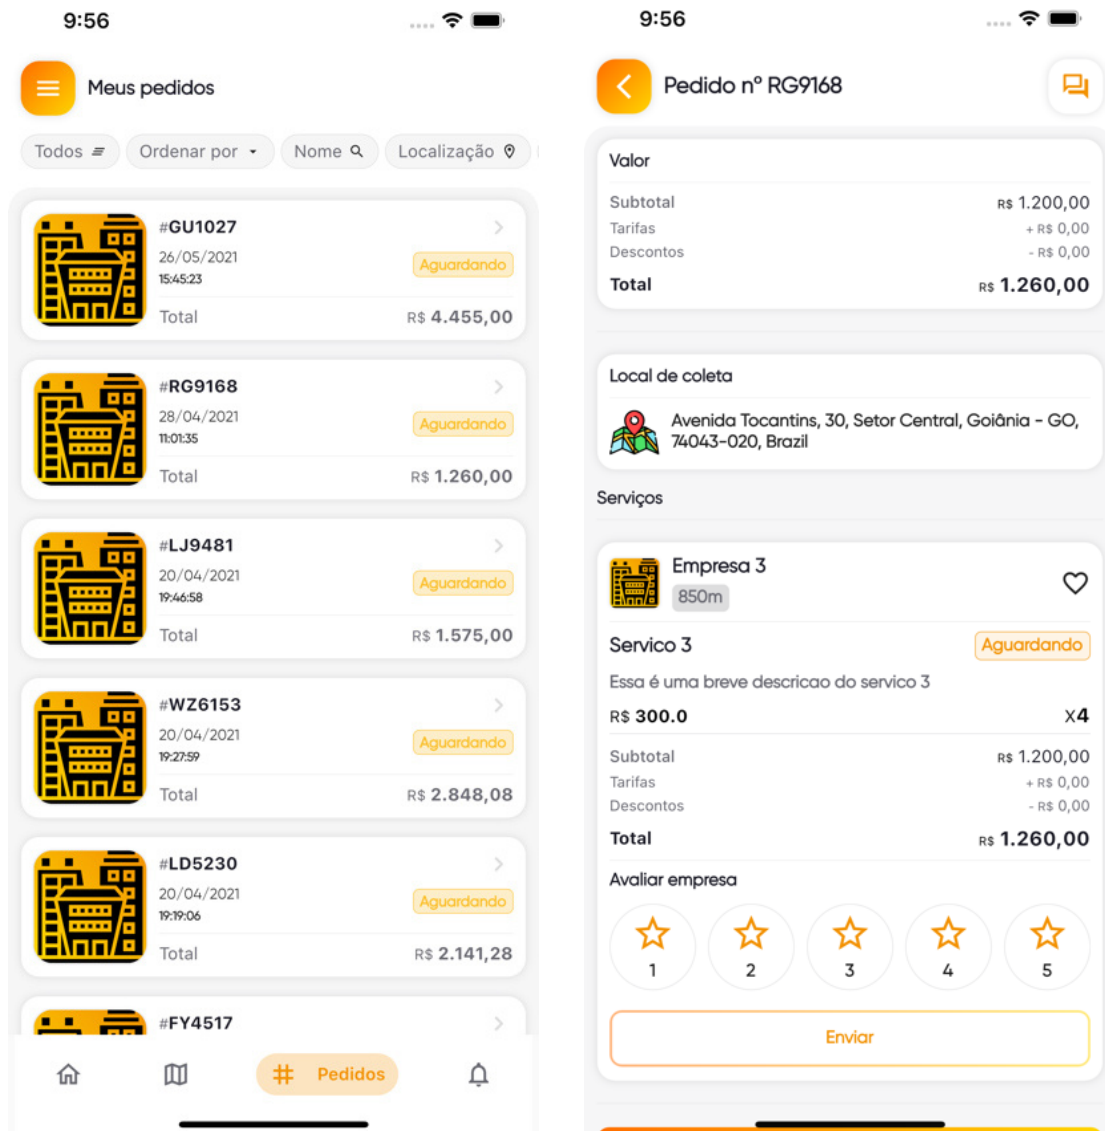 9:56
Meus pedidos
Todos
Ordenar por
Nome
Localização
#GU1027
26/05/2021
Aguardando
15:45:23
Total R$ 4.455,00
#RG9168
28/04/2021
Aguardando
11:01:35
Total R$ 1.260,00
#LJ9481
20/04/2021
Aguardando
19:46:58
Total R$ 1.575,00
#WZ6153
20/04/2021
Aguardando
19:27:59
Total R$ 2.848,08
#LD5230
20/04/2021
Aguardando
19:19:06
Total R$ 2.141,28
#FY4517
# Pedidos
9:56
Pedido nº RG9168
Valor
Subtotal R$ 1.200,00
Tarifas + R$ 0,00
Descontos - R$ 0,00
Total R$ 1.260,00
Local de coleta
Avenida Tocantins, 30, Setor Central, Goiânia - GO,
74043-020, Brazil
Serviços
Empresa 3
850m
Servico 3 Aguardando
Essa é uma breve descricao do servico 3
R$ 300.0 X4
Subtotal R$ 1.200,00
Tarifas + R$ 0,00
Descontos - R$ 0,00
Total R$ 1.260,00
Avaliar empresa
1 2 3 4 5
Enviar